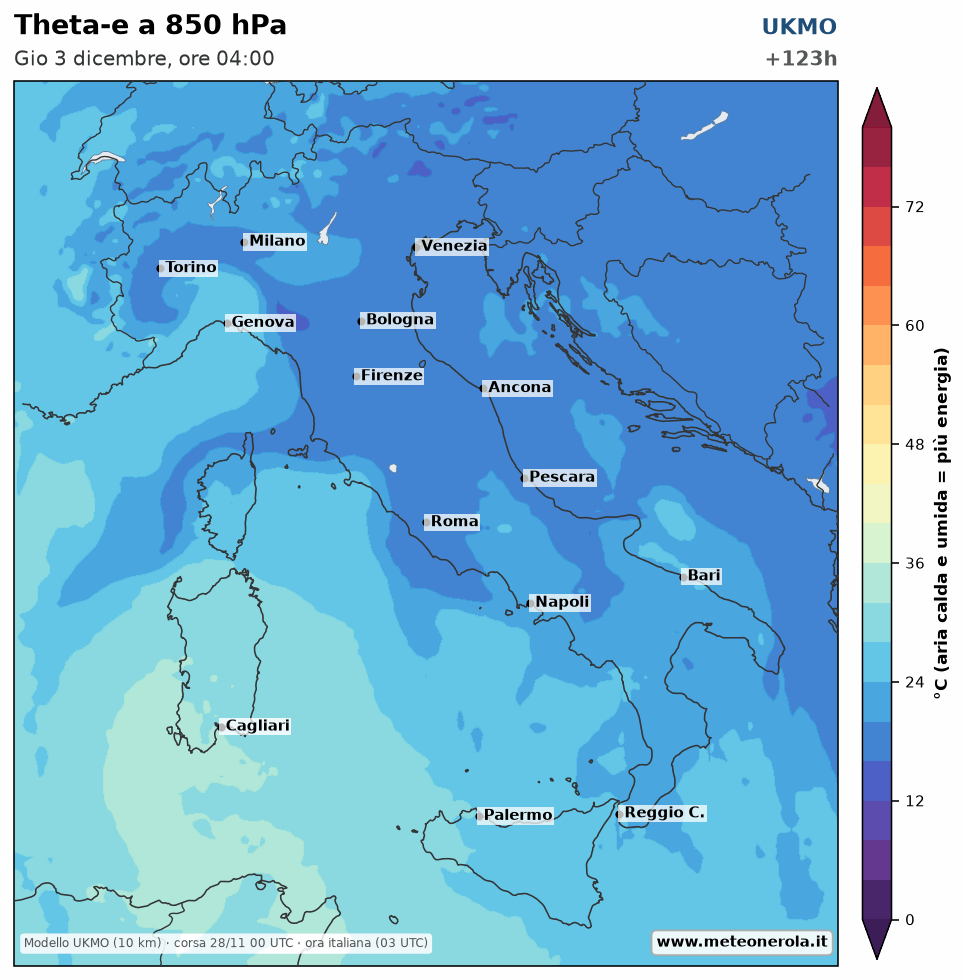 Theta-e a 850 hPa
UKMO
Gio 3 dicembre, ore 04:00
+123h
Milano
Venezia
Torino
Genova
Bologna
Firenze
Ancona
Pescara
Roma
Bari
Napoli
Cagliari
Palermo
Reggio C.
72
60
48
36
24
12
0
°C (aria calda e umida = più energia)
Modello UKMO (10 km) · corsa 28/11 00 UTC · ora italiana (03 UTC)
www.meteonerola.it